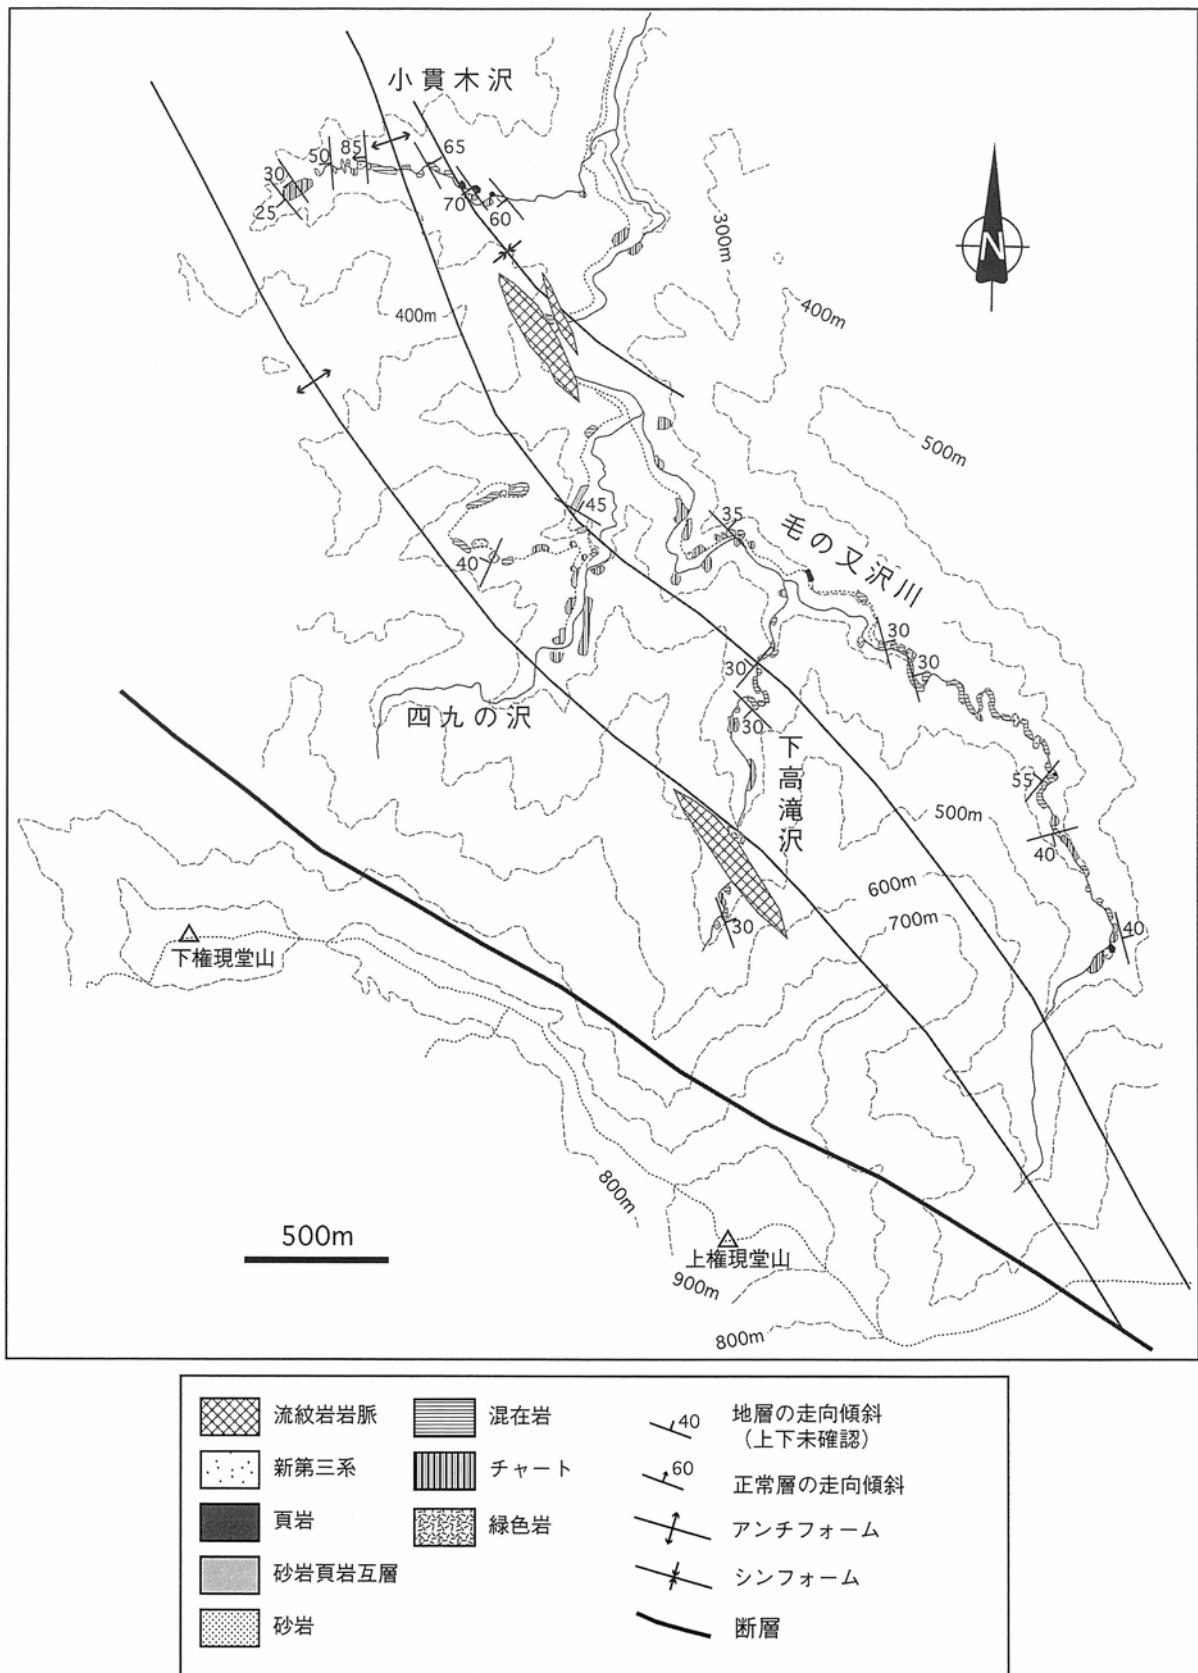 小貫木沢
50
85
65
30
25
70
60
N
300m
400m
400m
500m
45
35
40
毛の又沢川
30
30
30
30
四九の沢
下高滝沢
55
40
500m
600m
700m
30
40
下権現堂山
800m
500m
上権現堂山
900m
800m
流紋岩岩脈
新第三系
頁岩
砂岩頁岩互層
砂岩
混在岩
チャート
緑色岩
40
地層の走向傾斜
(上下未確認)
60
正常層の走向傾斜
アンチフォーム
シンフォーム
断層